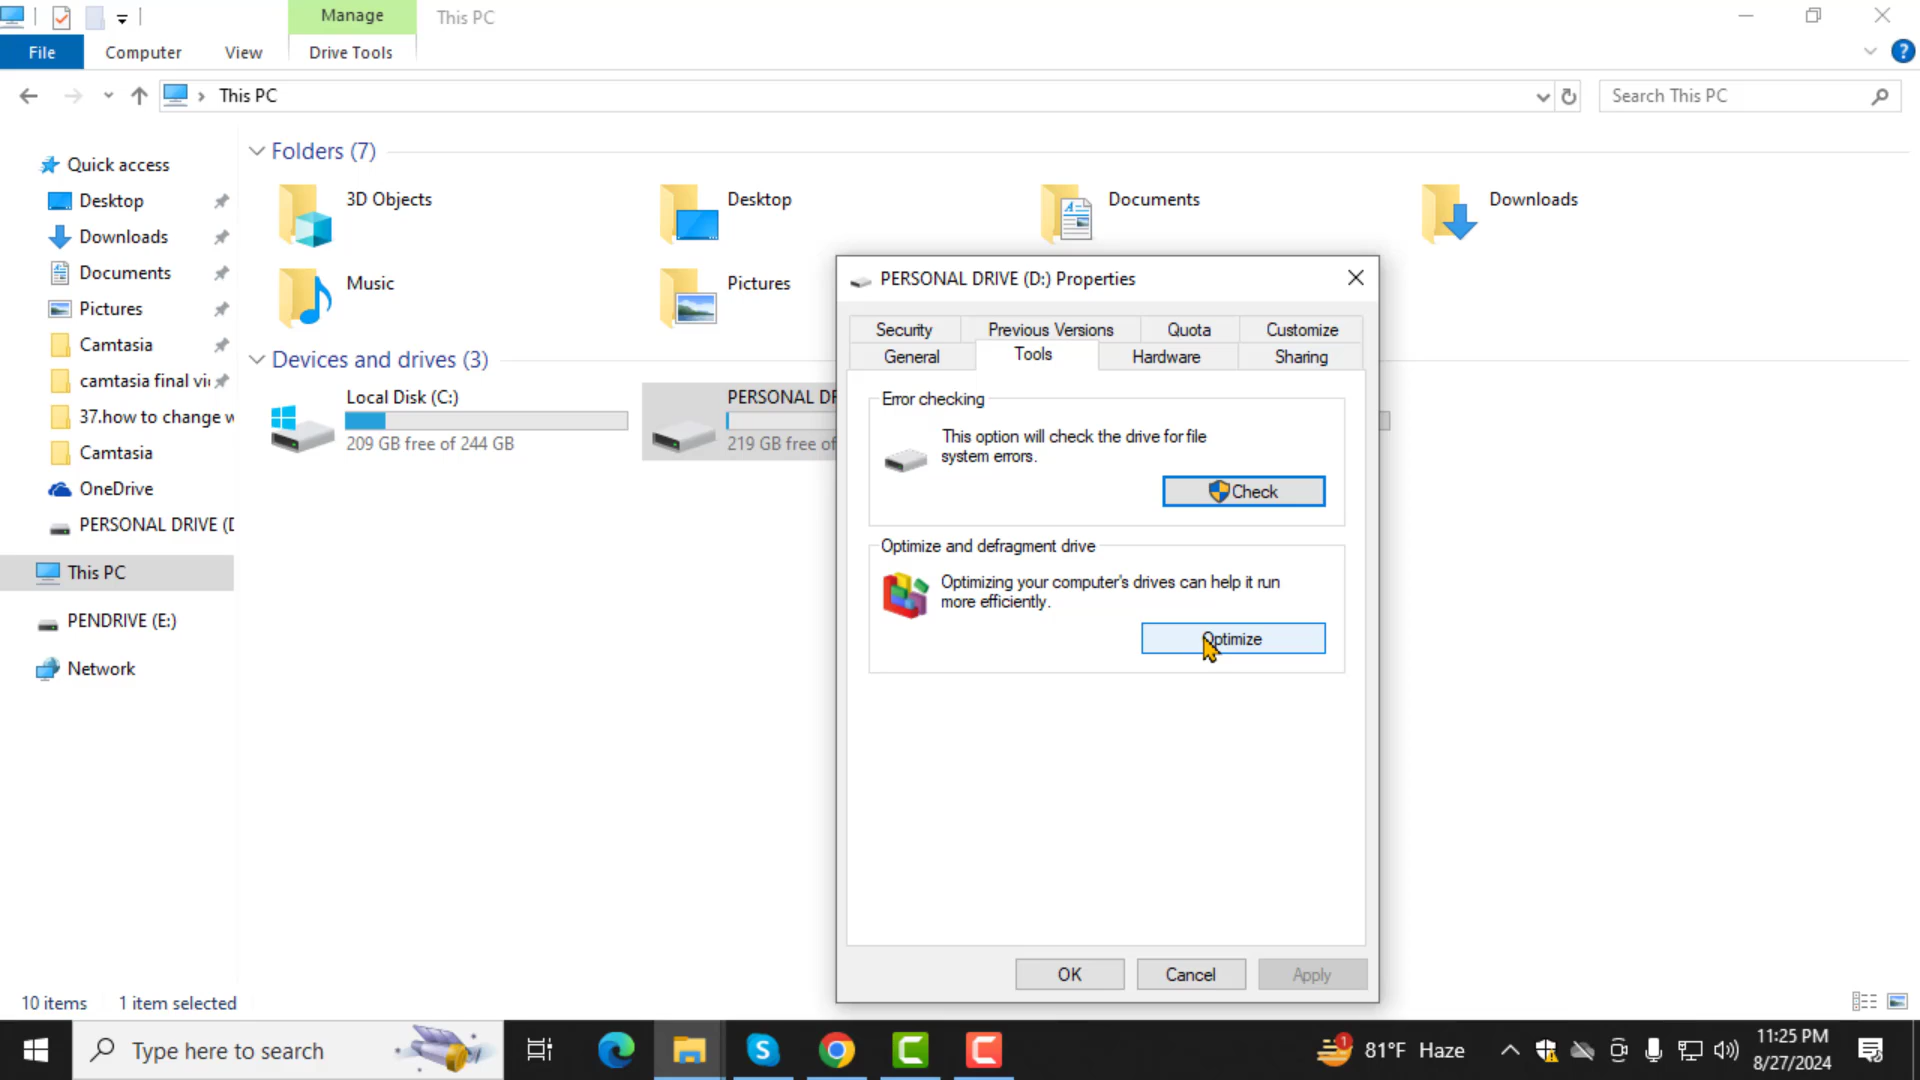 Manage
This PC
File
Computer
View
Drive Tools
This PC
Search This PC
Quick access
Desktop
Downloads
Documents
Pictures
Camtasia
camtasia final vi
37.how to change w
Camtasia
OneDrive
PERSONAL DRIVE (D
This PC
PENDRIVE (E:)
Network
Folders (7)
3D Objects
Desktop
Documents
Downloads
Music
Pictures
Devices and drives (3)
Local Disk (C:)
209 GB free of 244 GB
PERSONAL DR
219 GB free of
PERSONAL DRIVE (D:) Properties
Security
Previous Versions
Quota
Customize
General
Tools
Hardware
Sharing
Error checking
This option will check the drive for file
system errors.
Check
Optimize and defragment drive
Optimizing your computer's drives can help it run
more efficiently.
Optimize
OK
Cancel
Apply
10 items
1 item selected
Type here to search
1
81°F Haze
11:25 PM
8/27/2024